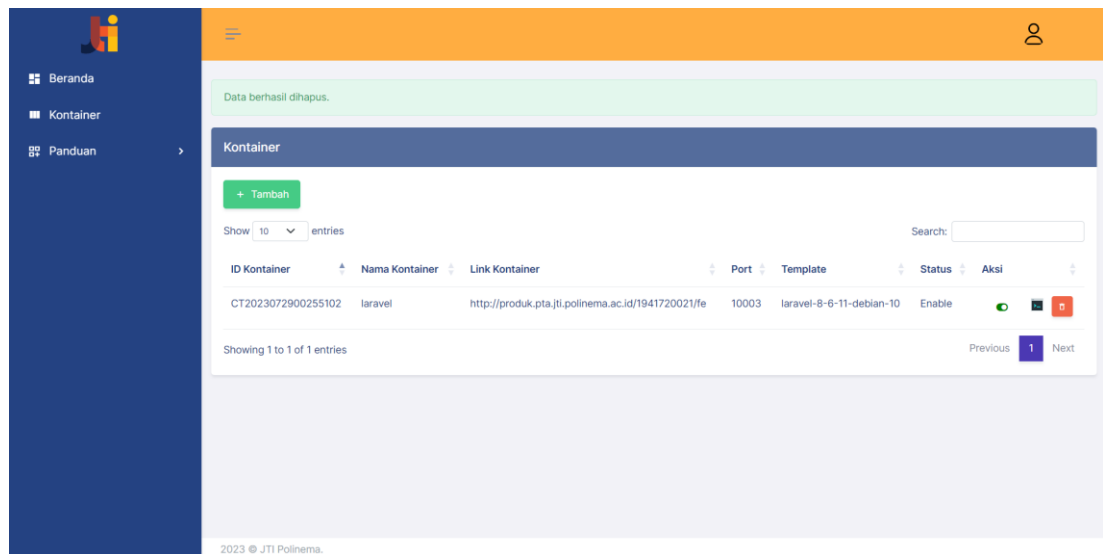 Jti
Beranda
Kontainer
Panduan
Data berhasil dihapus.
Kontainer
+ Tambah
Show 10 entries
Search:
ID Kontainer Nama Kontainer Link Kontainer Port Template Status Aksi
CT2023072900255102 laravel http://produk.pta.jti.polinema.ac.id/1941720021/fe 10003 laravel-8-6-11-debian-10 Enable
Showing 1 to 1 of 1 entries
Previous 1 Next
2023 © JTI Polinema.